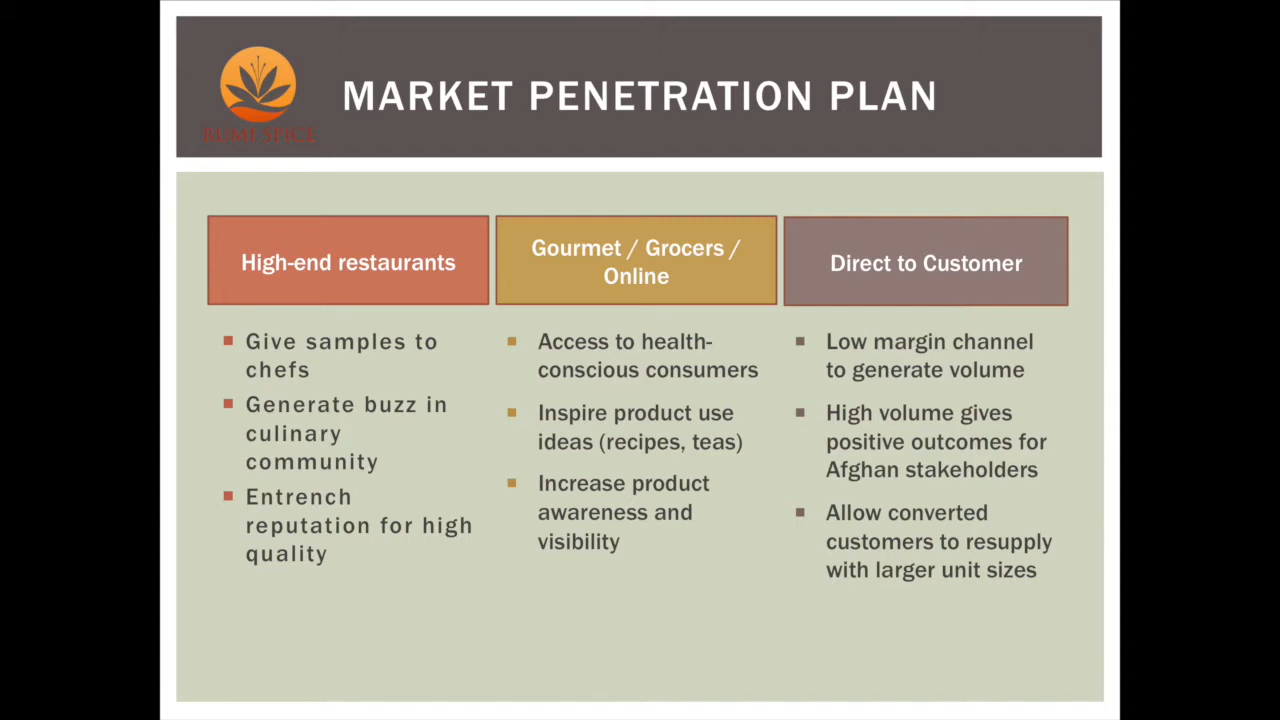 RUMI SPICE
MARKET PENETRATION PLAN
High-end restaurants
Give samples to
chefs
Generate buzz in
culinary
community
Entrench
reputation for high
quality
Gourmet / Grocers /
Online
Access to health-
conscious consumers
Inspire product use
ideas (recipes, teas)
Increase product
awareness and
visibility
Direct to Customer
Low margin channel
to generate volume
High volume gives
positive outcomes for
Afghan stakeholders
Allow converted
customers to resupply
with larger unit sizes